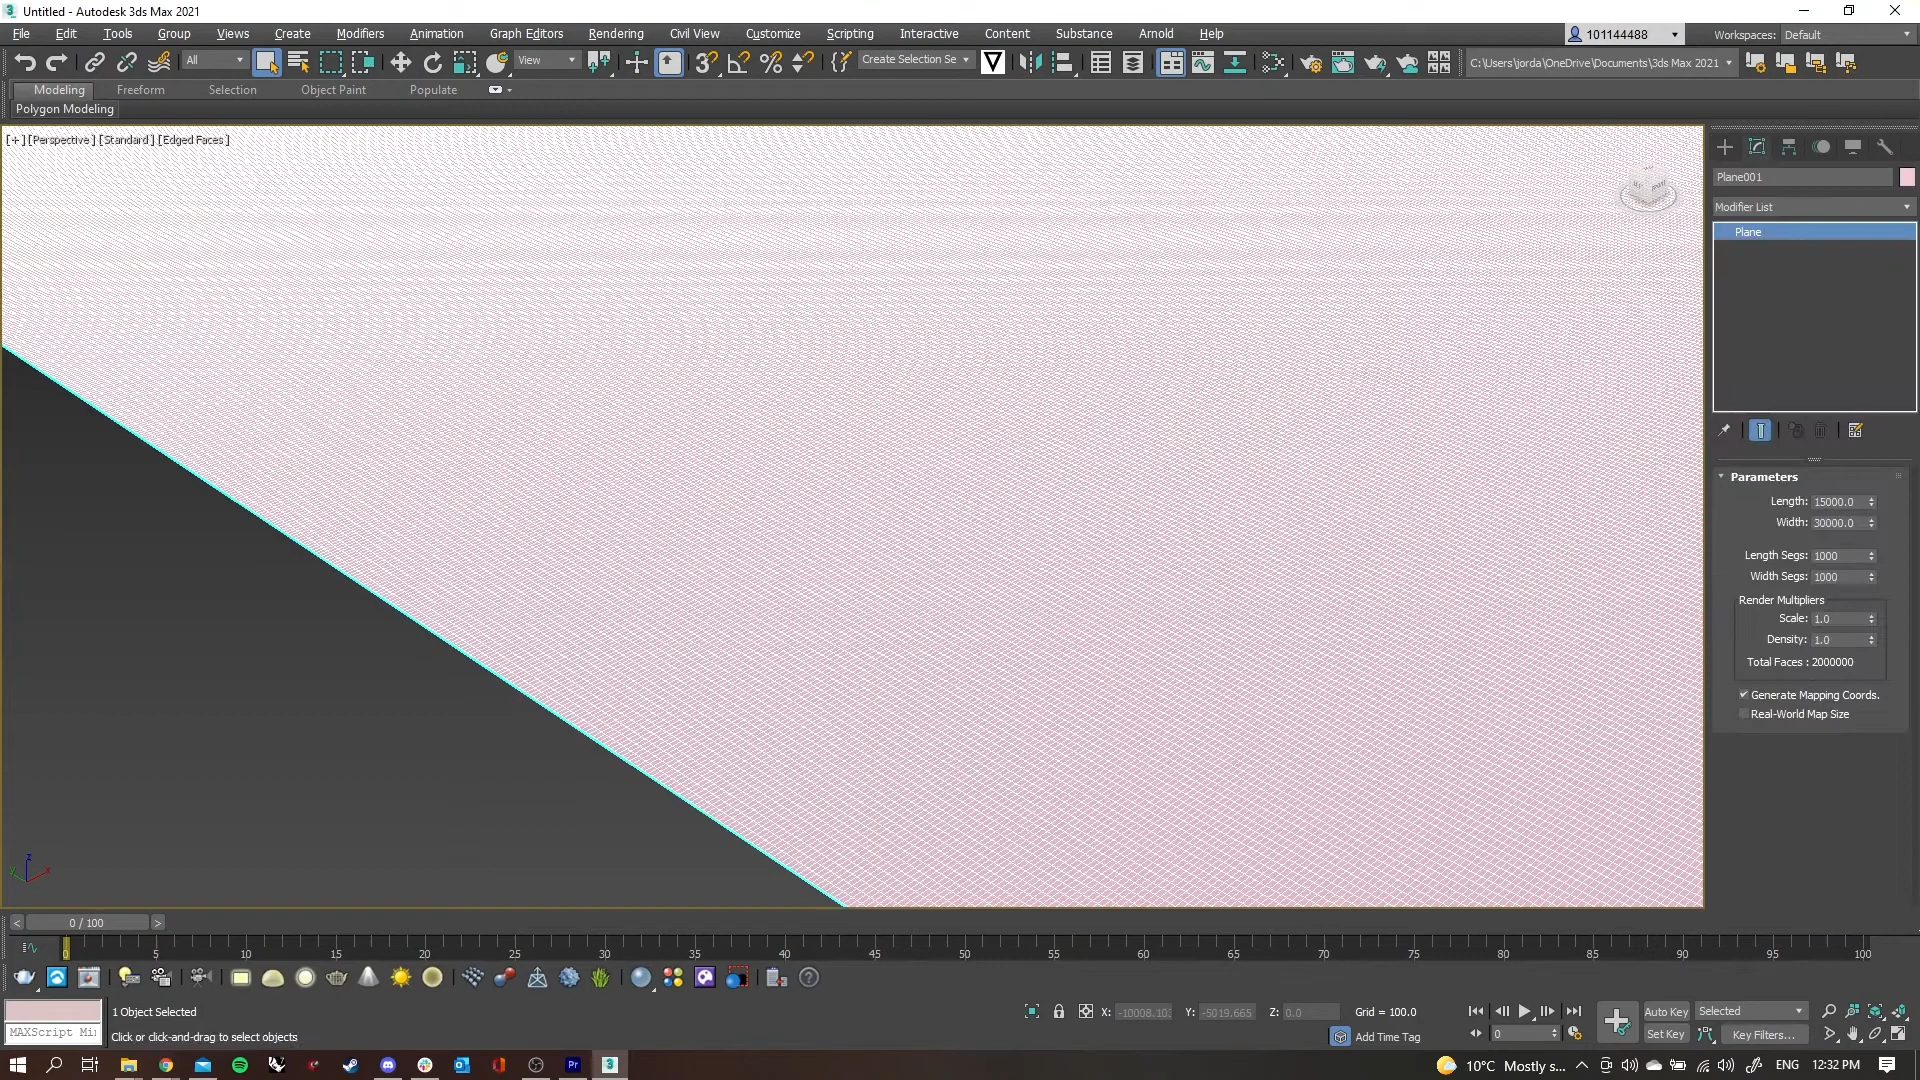 Untitled - Autodesk 3ds Max 2021
File Edit Tools Group Views Create Modifiers Animation Graph Editors Rendering Civil View Customize Scripting Interactive Content Substance Arnold Help
101144488
Workspaces: Default
All
View
Create Selection Se
C:\Users\jorda\OneDrive\Documents\3ds Max 2021
Modeling Freeform Selection Object Paint Populate
Polygon Modeling
[+] [Perspective] [Standard] [Edged Faces]
Plane001
Modifier List
Plane
Parameters
Length: 15000.0
Width: 30000.0
Length Segs: 1000
Width Segs: 1000
Render Multipliers
Scale: 1.0
Density: 1.0
Total Faces : 2000000
Generate Mapping Coords.
Real-World Map Size
z
y x
< 0 / 100 >
0 5 10 15 20 25 30 35 40 45 50 55 60 65 70 75 80 85 90 95 100
1 Object Selected
X: -10008.103 Y: -5019.665 Z: 0.0 Grid = 100.0
Auto Key Selected
MAXScript Mi
Click or click-and-drag to select objects
Add Time Tag
0
Set Key Key Filters...
Pr
3
10°C Mostly s...
ENG 12:32 PM